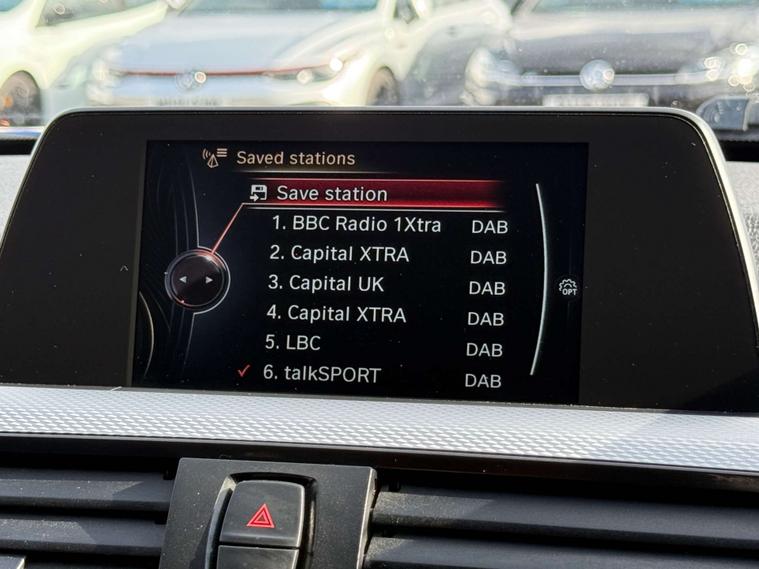 Saved stations
Save station
1. BBC Radio 1Xtra DAB
2. Capital XTRA DAB
3. Capital UK DAB
4. Capital XTRA DAB
5. LBC DAB
6. talkSPORT DAB
OPT